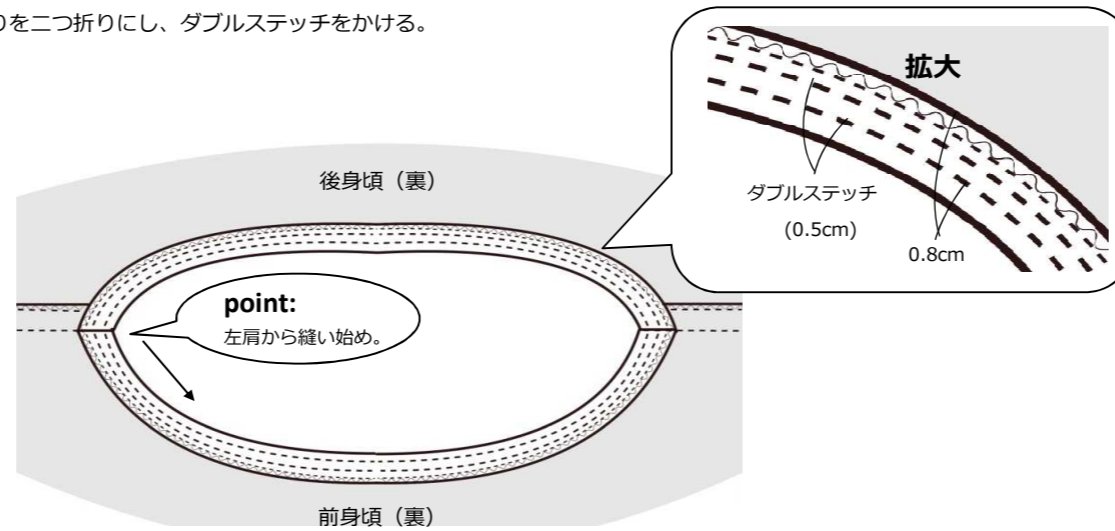 りを二つ折りにし、ダブルステッチをかける。
拡大
ダブルステッチ
(0.5cm)
0.8cm
後身頃（裏）
point:
左肩から縫い始め。
前身頃（裏）